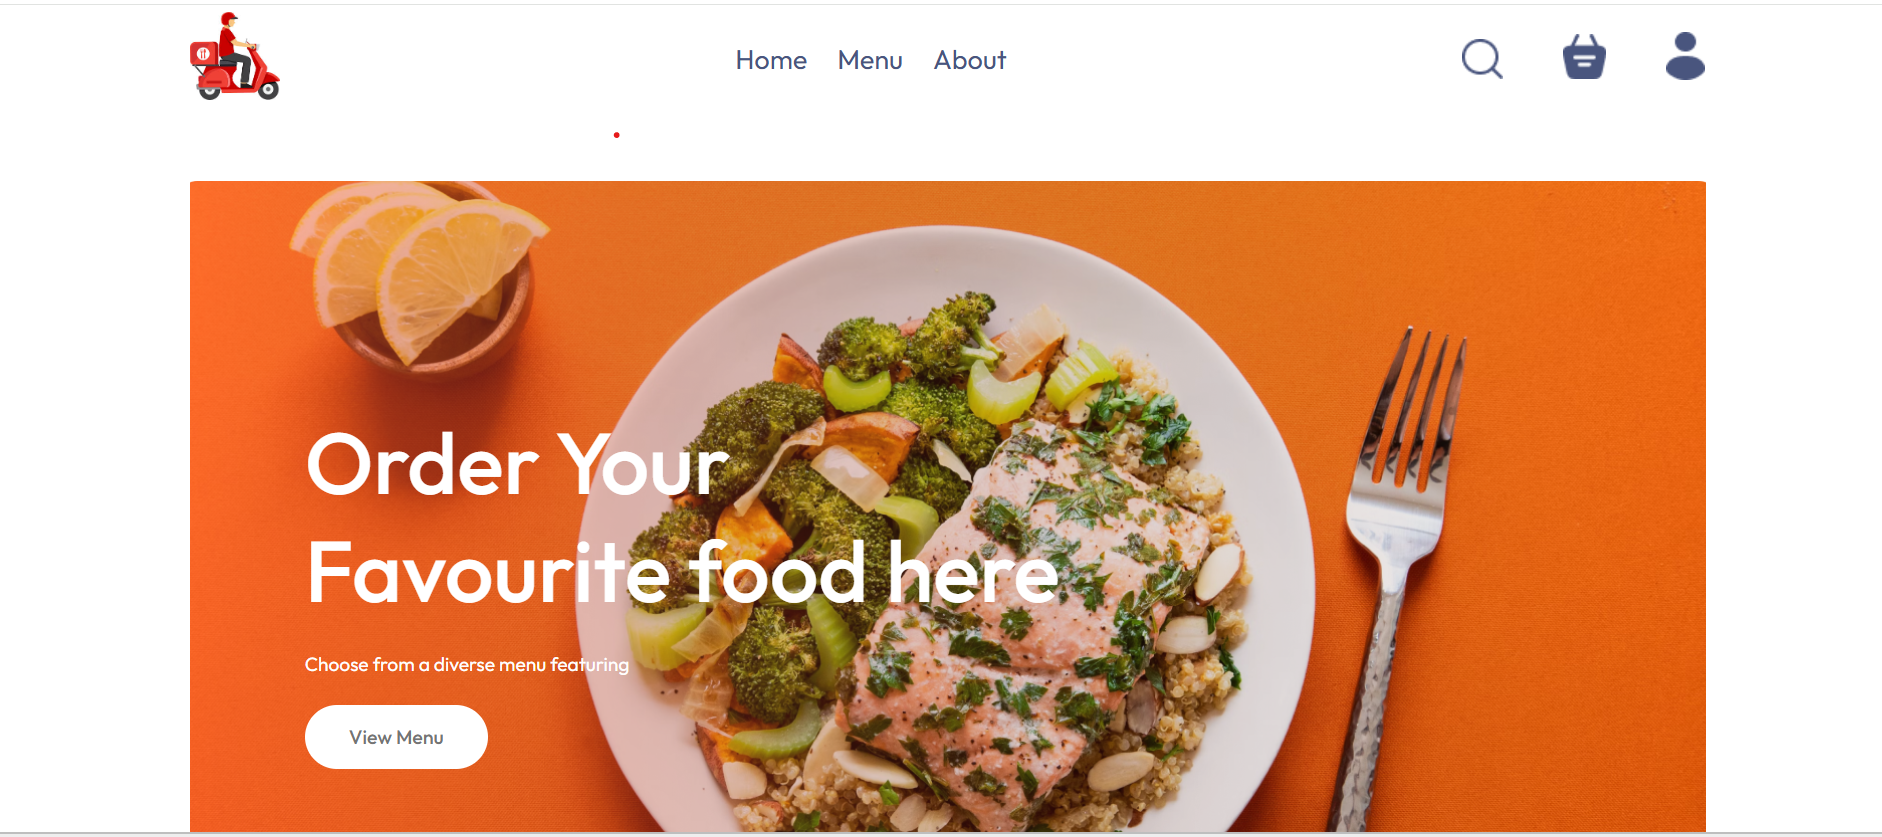 Home Menu About
Order Your
Favourite food here
Choose from a diverse menu featuring
View Menu